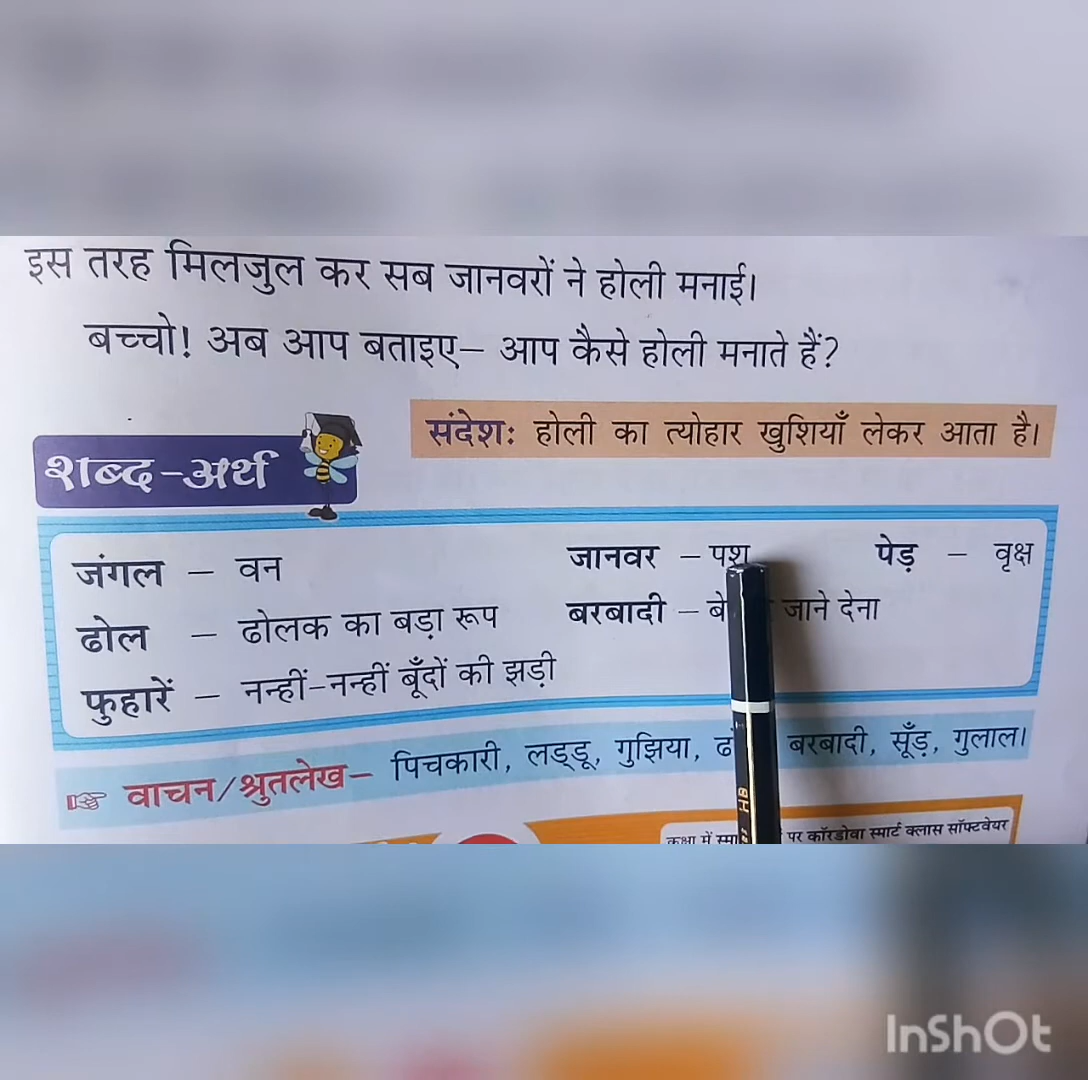 इस तरह मिलजुल कर सब जानवरों ने होली मनाई।
बच्चो! अब आप बताइए– आप कैसे होली मनाते हैं?
संदेशः होली का त्योहार खुशियाँ लेकर आता है।
शब्द-अर्थ
जंगल – वन जानवर – पशु पेड़ – वृक्ष
ढोल – ढोलक का बड़ा रूप बरबादी – जाने देना
फुहारें – नन्हीं-नन्हीं बूँदों की झड़ी
वाचन/श्रुतलेख– पिचकारी, लड्डू, गुझिया, बरबादी, सूँड़, गुलाल।
कक्षा में पर कॉरडोवा स्मार्ट क्लास सॉफ्टवेयर
HB
InShOt